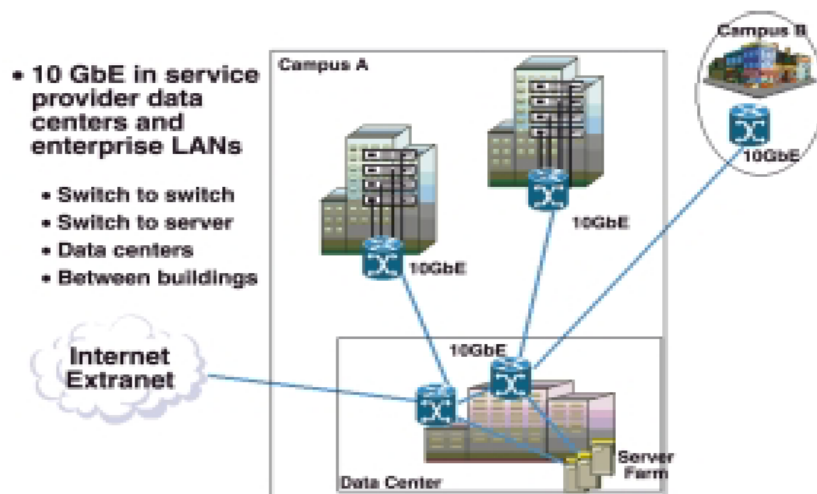 • 10 GbE in service
provider data
centers and
enterprise LANs
• Switch to switch
• Switch to server
• Data centers
• Between buildings
Internet
Extranet
Campus A
10GbE
10GbE
Campus B
10GbE
10GbE
Server
Farm
Data Center